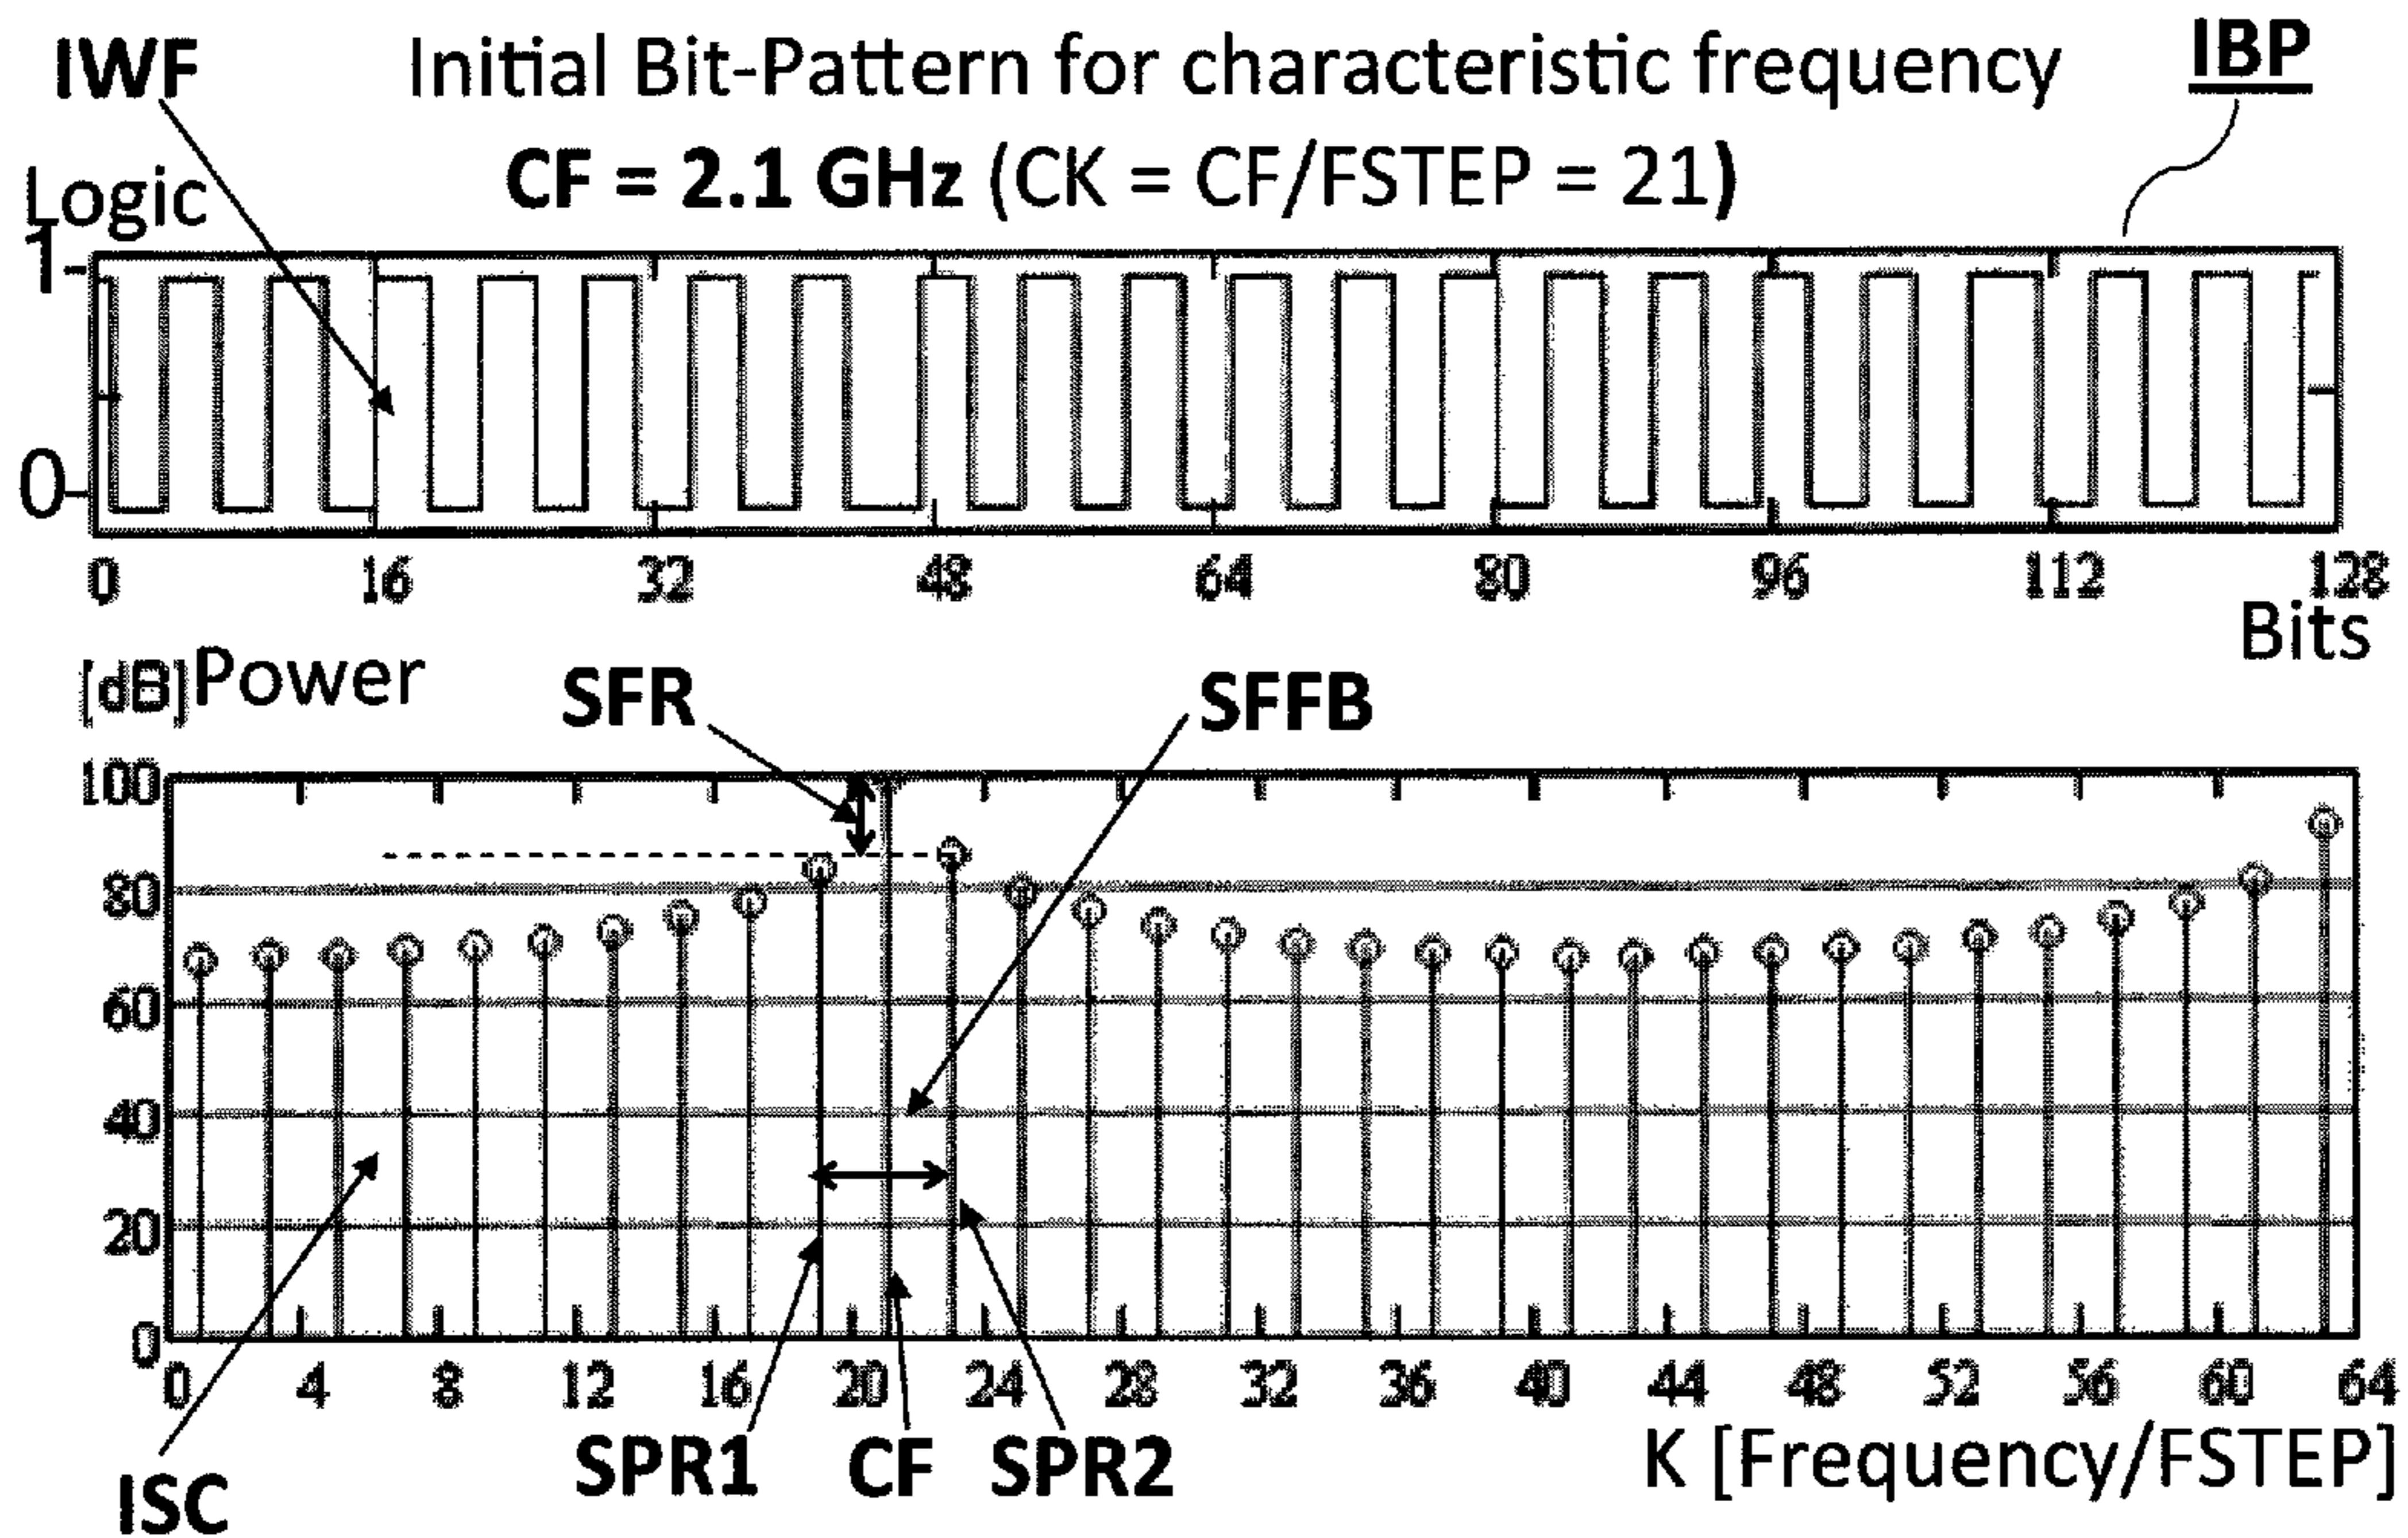 IWF Initial Bit-Pattern for characteristic frequency IBP
CF = 2.1 GHz (CK = CF/FSTEP = 21)
Logic
1
0
0 16 32 48 64 80 96 112 128
Bits
[dB] Power
SFR SFFB
100
80
60
40
20
0
0 4 8 12 16 20 24 28 32 36 40 44 48 52 56 60 64
SPR1 CF SPR2 K [Frequency/FSTEP]
ISC